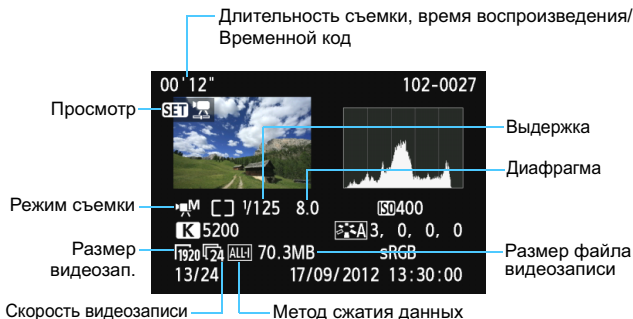 Длительность съемки, время воспроизведения/
Временной код
00'12" 102-0027
Просмотр
SET
Выдержка
Диафрагма
Режим съемки
M 1/125 8.0 ISO 400
K 5200 A 3, 0, 0, 0
Размер
видеозап.
1920 24 ALL-I 70.3MB sRGB
Размер файла
видеозаписи
13/24 17/09/2012 13:30:00
Скорость видеозаписи
Метод сжатия данных